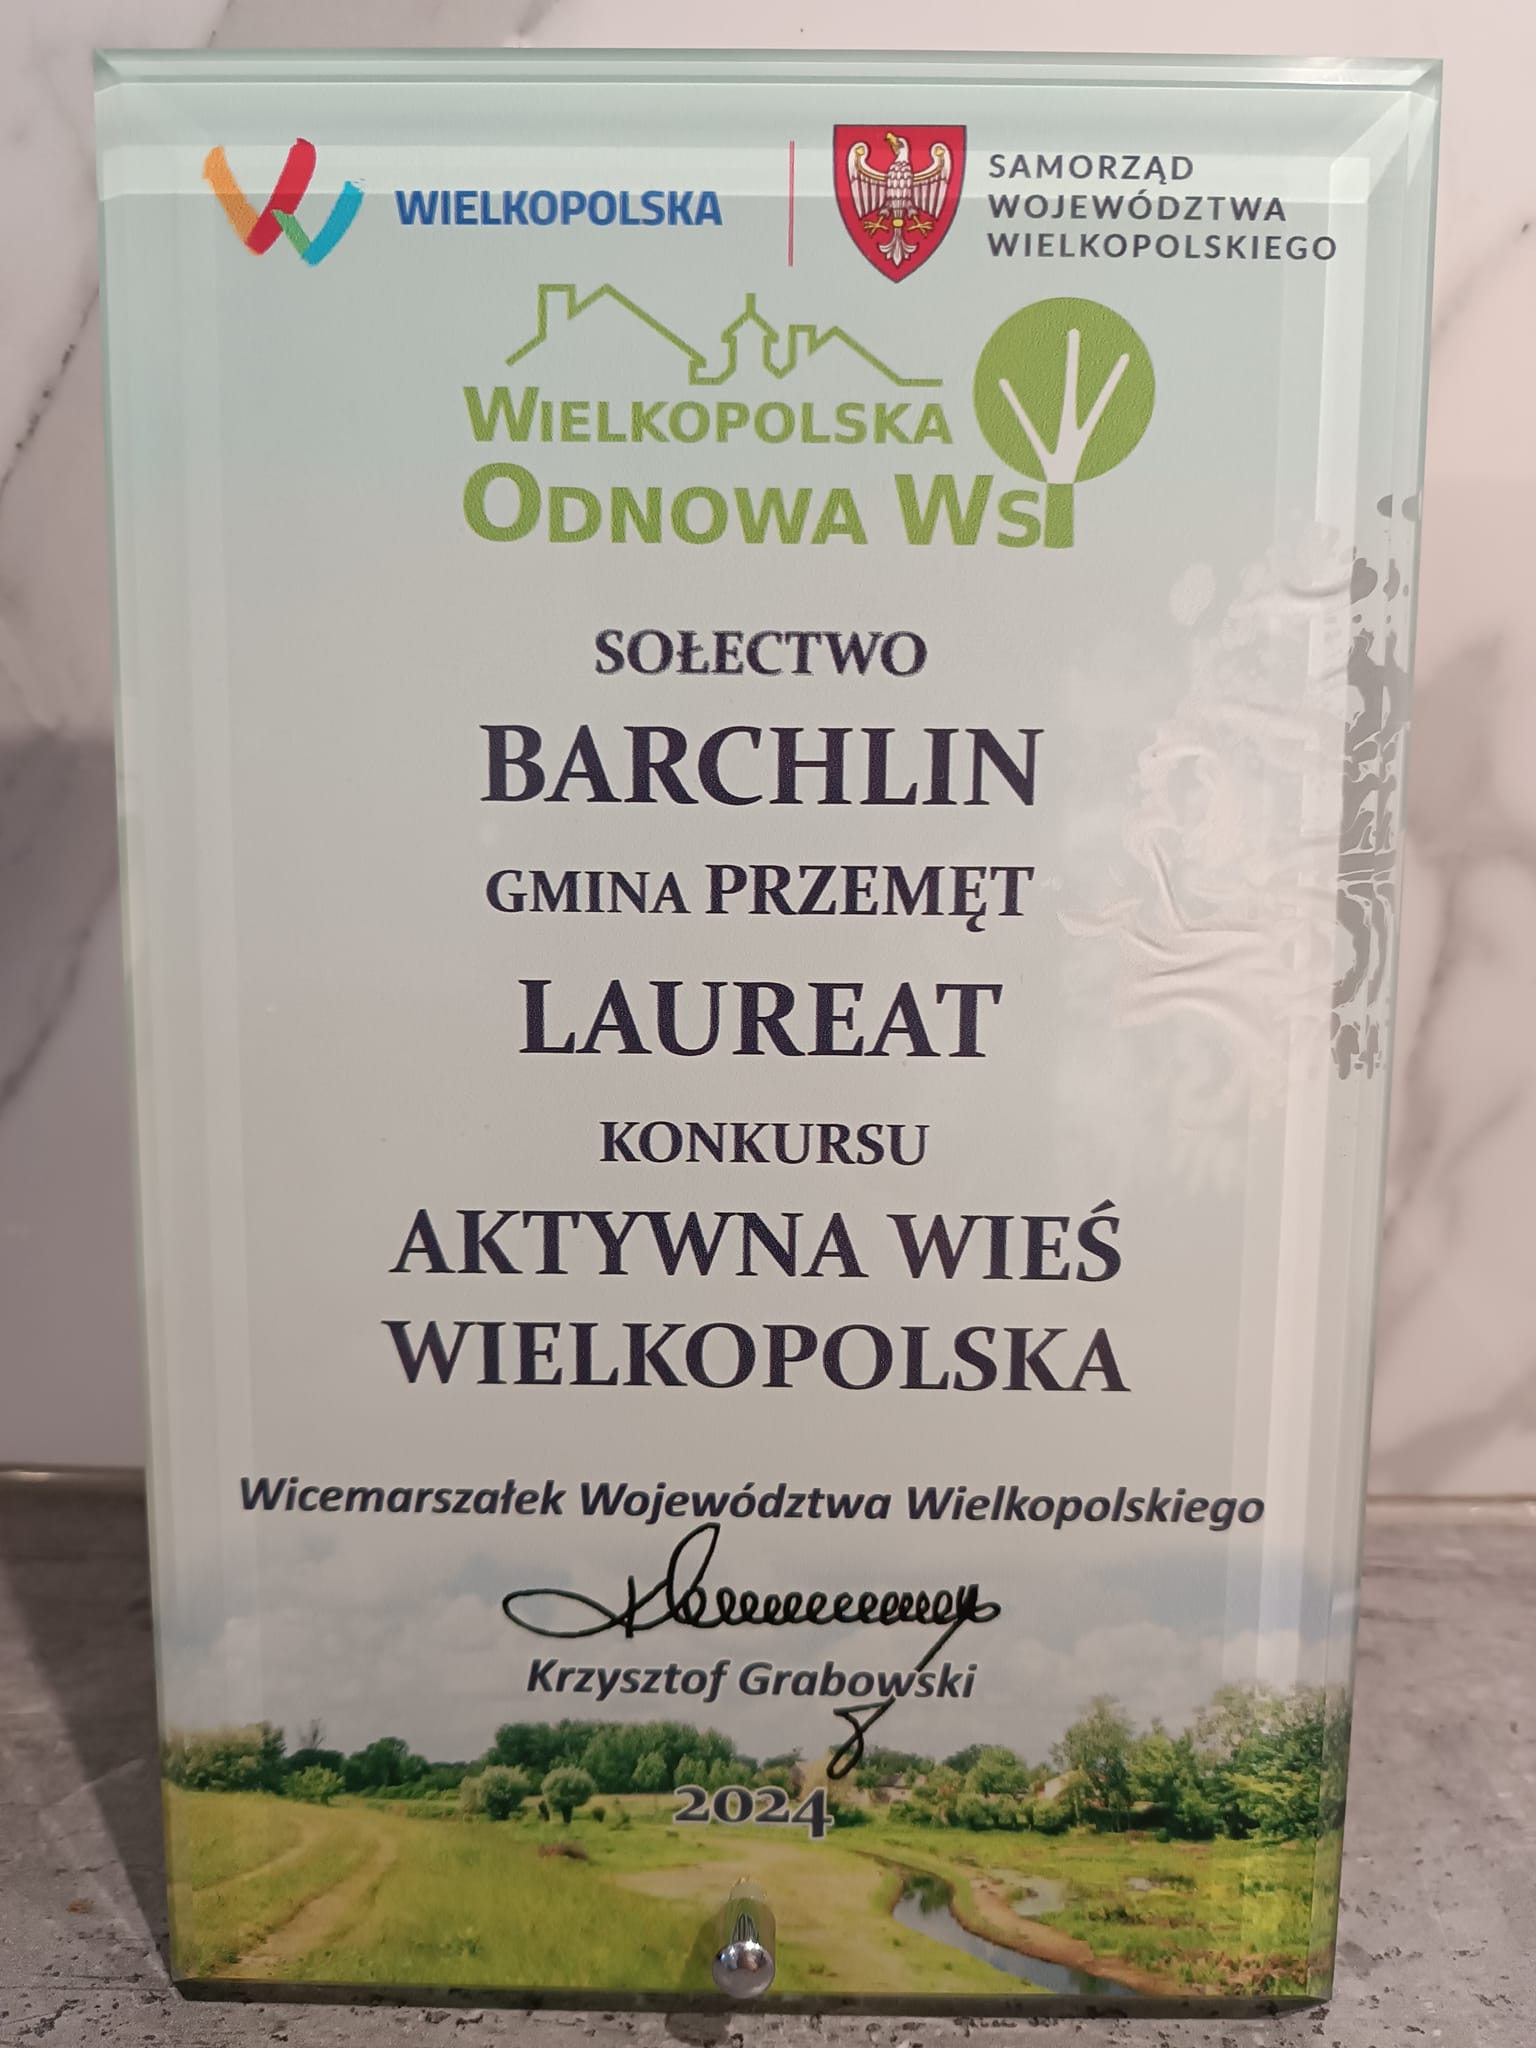 WIELKOPOLSKA
SAMORZĄD
WOJEWÓDZTWA
WIELKOPOLSKIEGO
WIELKOPOLSKA
ODNOWA WSI
SOŁECTWO
BARCHLIN
GMINA PRZEMĘT
LAUREAT
KONKURSU
AKTYWNA WIEŚ
WIELKOPOLSKA
Wicemarszałek Województwa Wielkopolskiego
Krzysztof Grabowski
2024